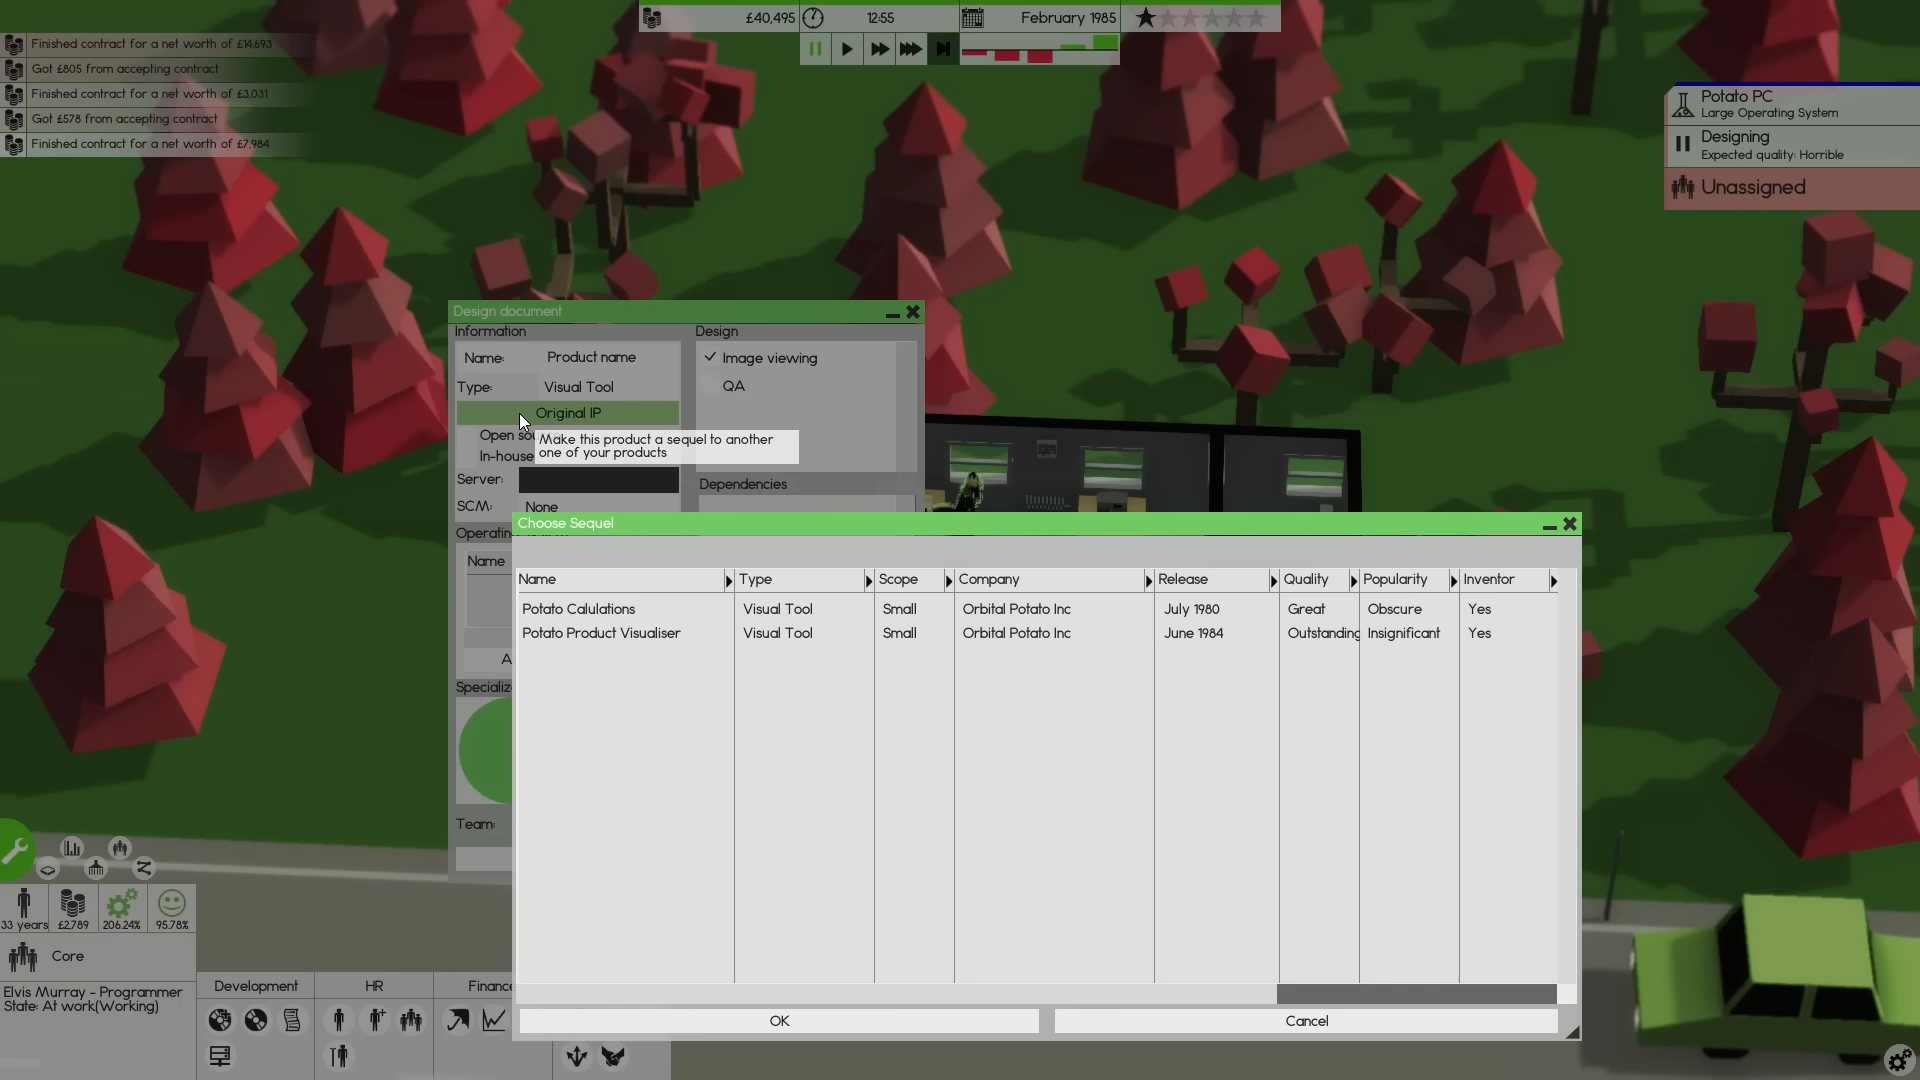 £40,495
12:55
February 1985
Finished contract for a net worth of £14,693
Got £805 from accepting contract
Finished contract for a net worth of £3,031
Got £578 from accepting contract
Finished contract for a net worth of £7,984
Potato PC
Large Operating System
Designing
Expected quality: Horrible
Unassigned
Design document
Information
Name: Product name
Type: Visual Tool
Original IP
Open sou
In-house
Server:
SCM: None
Make this product a sequel to another
one of your products
Design
Image viewing
QA
Dependencies
Operatin
Name
A
Specializ
Team:
Choose Sequel
Name Type Scope Company Release Quality Popularity Inventor
Potato Calulations Visual Tool Small Orbital Potato Inc July 1980 Great Obscure Yes
Potato Product Visualiser Visual Tool Small Orbital Potato Inc June 1984 Outstanding Insignificant Yes
OK Cancel
33 years £2,789 206.24% 95.78%
Core
Elvis Murray - Programmer
State: At work(Working)
Development HR Finance